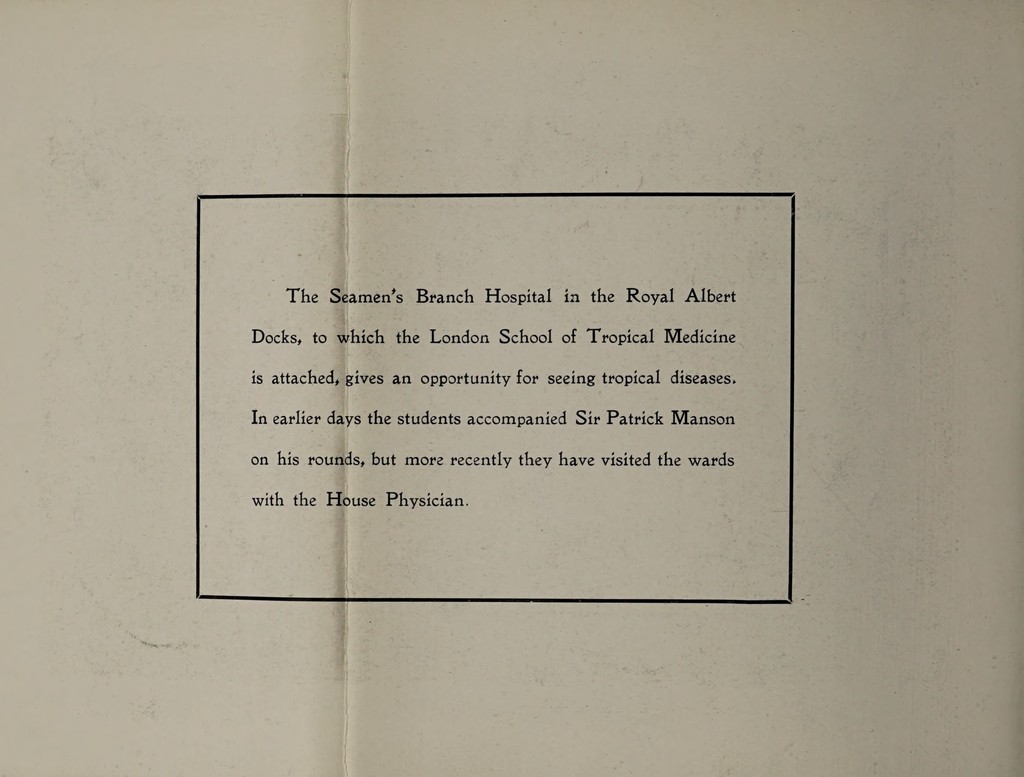 The Seamen's Branch Hospital in the Royal Albert
Docks, to which the London School of Tropical Medicine
is attached, gives an opportunity for seeing tropical diseases.
In earlier days the students accompanied Sir Patrick Manson
on his rounds, but more recently they have visited the wards
with the House Physician.